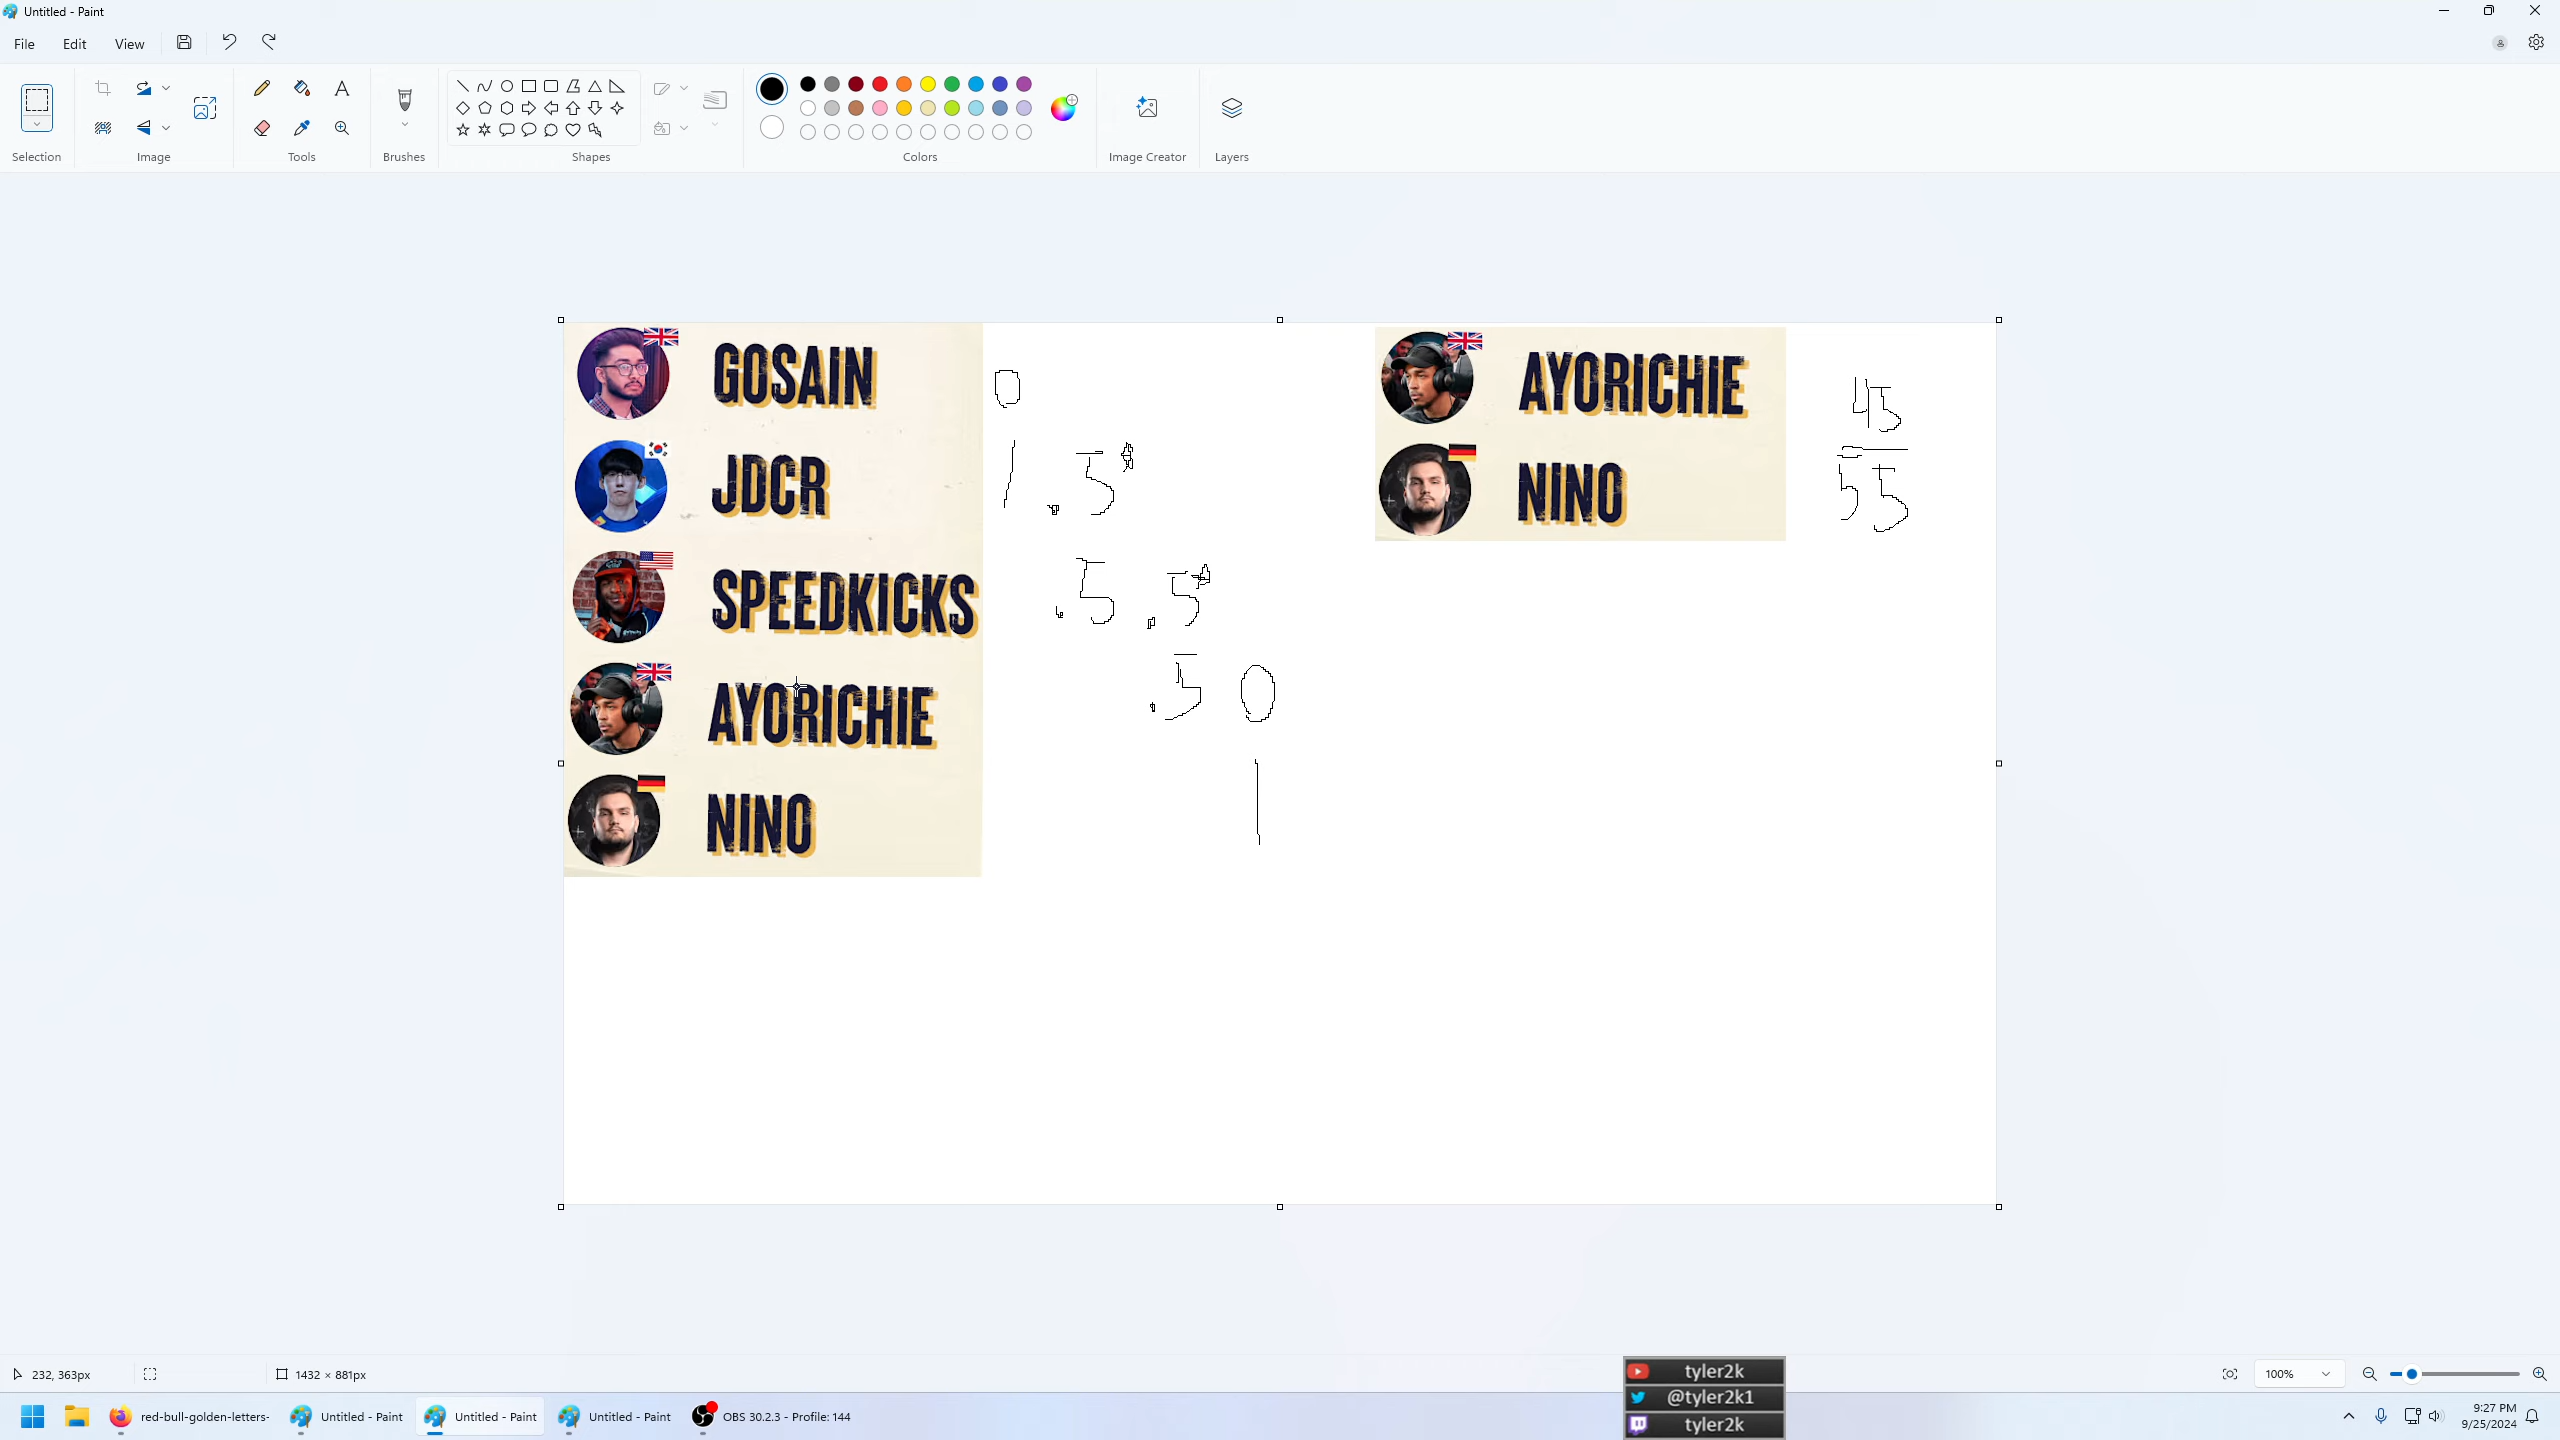 Untitled - Paint
File Edit View
Selection Image Tools Brushes Shapes Colors Image Creator Layers
GOSAIN 0
JDCR 1 .5*
SPEEDKICKS .5 .5*
AYORICHIE .5 0
NINO 1
AYORICHIE 45
NINO 55
232, 363px 1432 × 881px 100%
tyler2k
@tyler2k1
tyler2k
red-bull-golden-letters- Untitled - Paint Untitled - Paint Untitled - Paint OBS 30.2.3 - Profile: 144
9:27 PM
9/25/2024